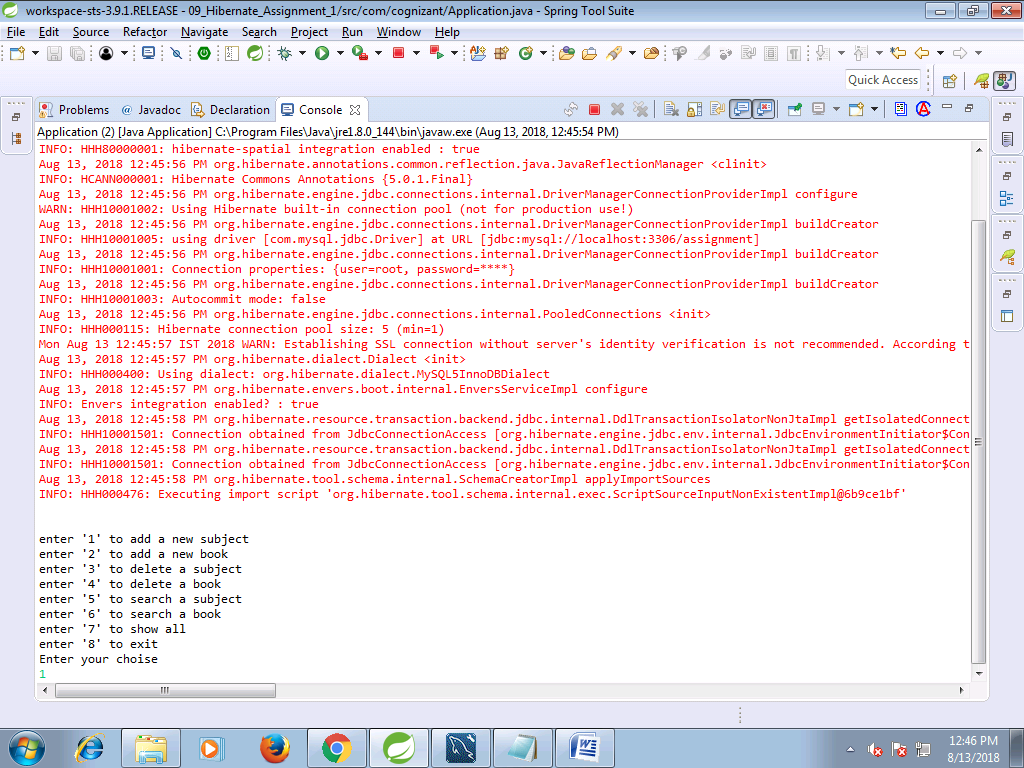 workspace-sts-3.9.1.RELEASE - 09_Hibernate_Assignment_1/src/com/cognizant/Application.java - Spring Tool Suite
File Edit Source Refactor Navigate Search Project Run Window Help
Quick Access
Problems @ Javadoc Declaration Console
Application (2) [Java Application] C:\Program Files\Java\jre1.8.0_144\bin\javaw.exe (Aug 13, 2018, 12:45:54 PM)
INFO: HHH80000001: hibernate-spatial integration enabled : true
Aug 13, 2018 12:45:56 PM org.hibernate.annotations.common.reflection.java.JavaReflectionManager <clinit>
INFO: HCANN000001: Hibernate Commons Annotations {5.0.1.Final}
Aug 13, 2018 12:45:56 PM org.hibernate.engine.jdbc.connections.internal.DriverManagerConnectionProviderImpl configure
WARN: HHH10001002: Using Hibernate built-in connection pool (not for production use!)
Aug 13, 2018 12:45:56 PM org.hibernate.engine.jdbc.connections.internal.DriverManagerConnectionProviderImpl buildCreator
INFO: HHH10001005: using driver [com.mysql.jdbc.Driver] at URL [jdbc:mysql://localhost:3306/assignment]
Aug 13, 2018 12:45:56 PM org.hibernate.engine.jdbc.connections.internal.DriverManagerConnectionProviderImpl buildCreator
INFO: HHH10001001: Connection properties: {user=root, password=****}
Aug 13, 2018 12:45:56 PM org.hibernate.engine.jdbc.connections.internal.DriverManagerConnectionProviderImpl buildCreator
INFO: HHH10001003: Autocommit mode: false
Aug 13, 2018 12:45:56 PM org.hibernate.engine.jdbc.connections.internal.PooledConnections <init>
INFO: HHH000115: Hibernate connection pool size: 5 (min=1)
Mon Aug 13 12:45:57 IST 2018 WARN: Establishing SSL connection without server's identity verification is not recommended. According t
Aug 13, 2018 12:45:57 PM org.hibernate.dialect.Dialect <init>
INFO: HHH000400: Using dialect: org.hibernate.dialect.MySQL5InnoDBDialect
Aug 13, 2018 12:45:57 PM org.hibernate.envers.boot.internal.EnversServiceImpl configure
INFO: Envers integration enabled? : true
Aug 13, 2018 12:45:58 PM org.hibernate.resource.transaction.backend.jdbc.internal.DdlTransactionIsolatorNonJtaImpl getIsolatedConnect
INFO: HHH10001501: Connection obtained from JdbcConnectionAccess [org.hibernate.engine.jdbc.env.internal.JdbcEnvironmentInitiator$Con
Aug 13, 2018 12:45:58 PM org.hibernate.resource.transaction.backend.jdbc.internal.DdlTransactionIsolatorNonJtaImpl getIsolatedConnect
INFO: HHH10001501: Connection obtained from JdbcConnectionAccess [org.hibernate.engine.jdbc.env.internal.JdbcEnvironmentInitiator$Con
Aug 13, 2018 12:45:58 PM org.hibernate.tool.schema.internal.SchemaCreatorImpl applyImportSources
INFO: HHH000476: Executing import script 'org.hibernate.tool.schema.internal.exec.ScriptSourceInputNonExistentImpl@6b9ce1bf'
enter '1' to add a new subject
enter '2' to add a new book
enter '3' to delete a subject
enter '4' to delete a book
enter '5' to search a subject
enter '6' to search a book
enter '7' to show all
enter '8' to exit
Enter your choise
1
12:46 PM
8/13/2018